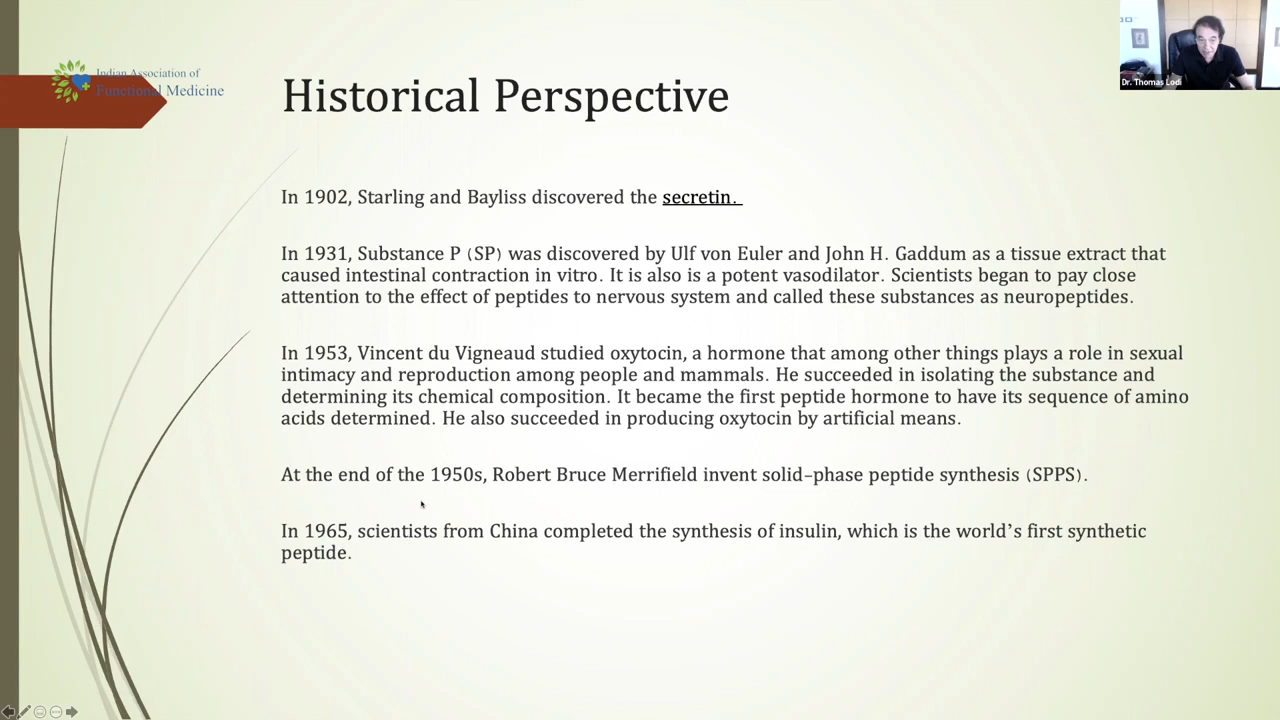 Indian Association of
Functional Medicine
Historical Perspective
Dr. Thomas Lodi
In 1902, Starling and Bayliss discovered the secretin.
In 1931, Substance P (SP) was discovered by Ulf von Euler and John H. Gaddum as a tissue extract that
caused intestinal contraction in vitro. It is also is a potent vasodilator. Scientists began to pay close
attention to the effect of peptides to nervous system and called these substances as neuropeptides.
In 1953, Vincent du Vigneaud studied oxytocin, a hormone that among other things plays a role in sexual
intimacy and reproduction among people and mammals. He succeeded in isolating the substance and
determining its chemical composition. It became the first peptide hormone to have its sequence of amino
acids determined. He also succeeded in producing oxytocin by artificial means.
At the end of the 1950s, Robert Bruce Merrifield invent solid-phase peptide synthesis (SPPS).
In 1965, scientists from China completed the synthesis of insulin, which is the world's first synthetic
peptide.